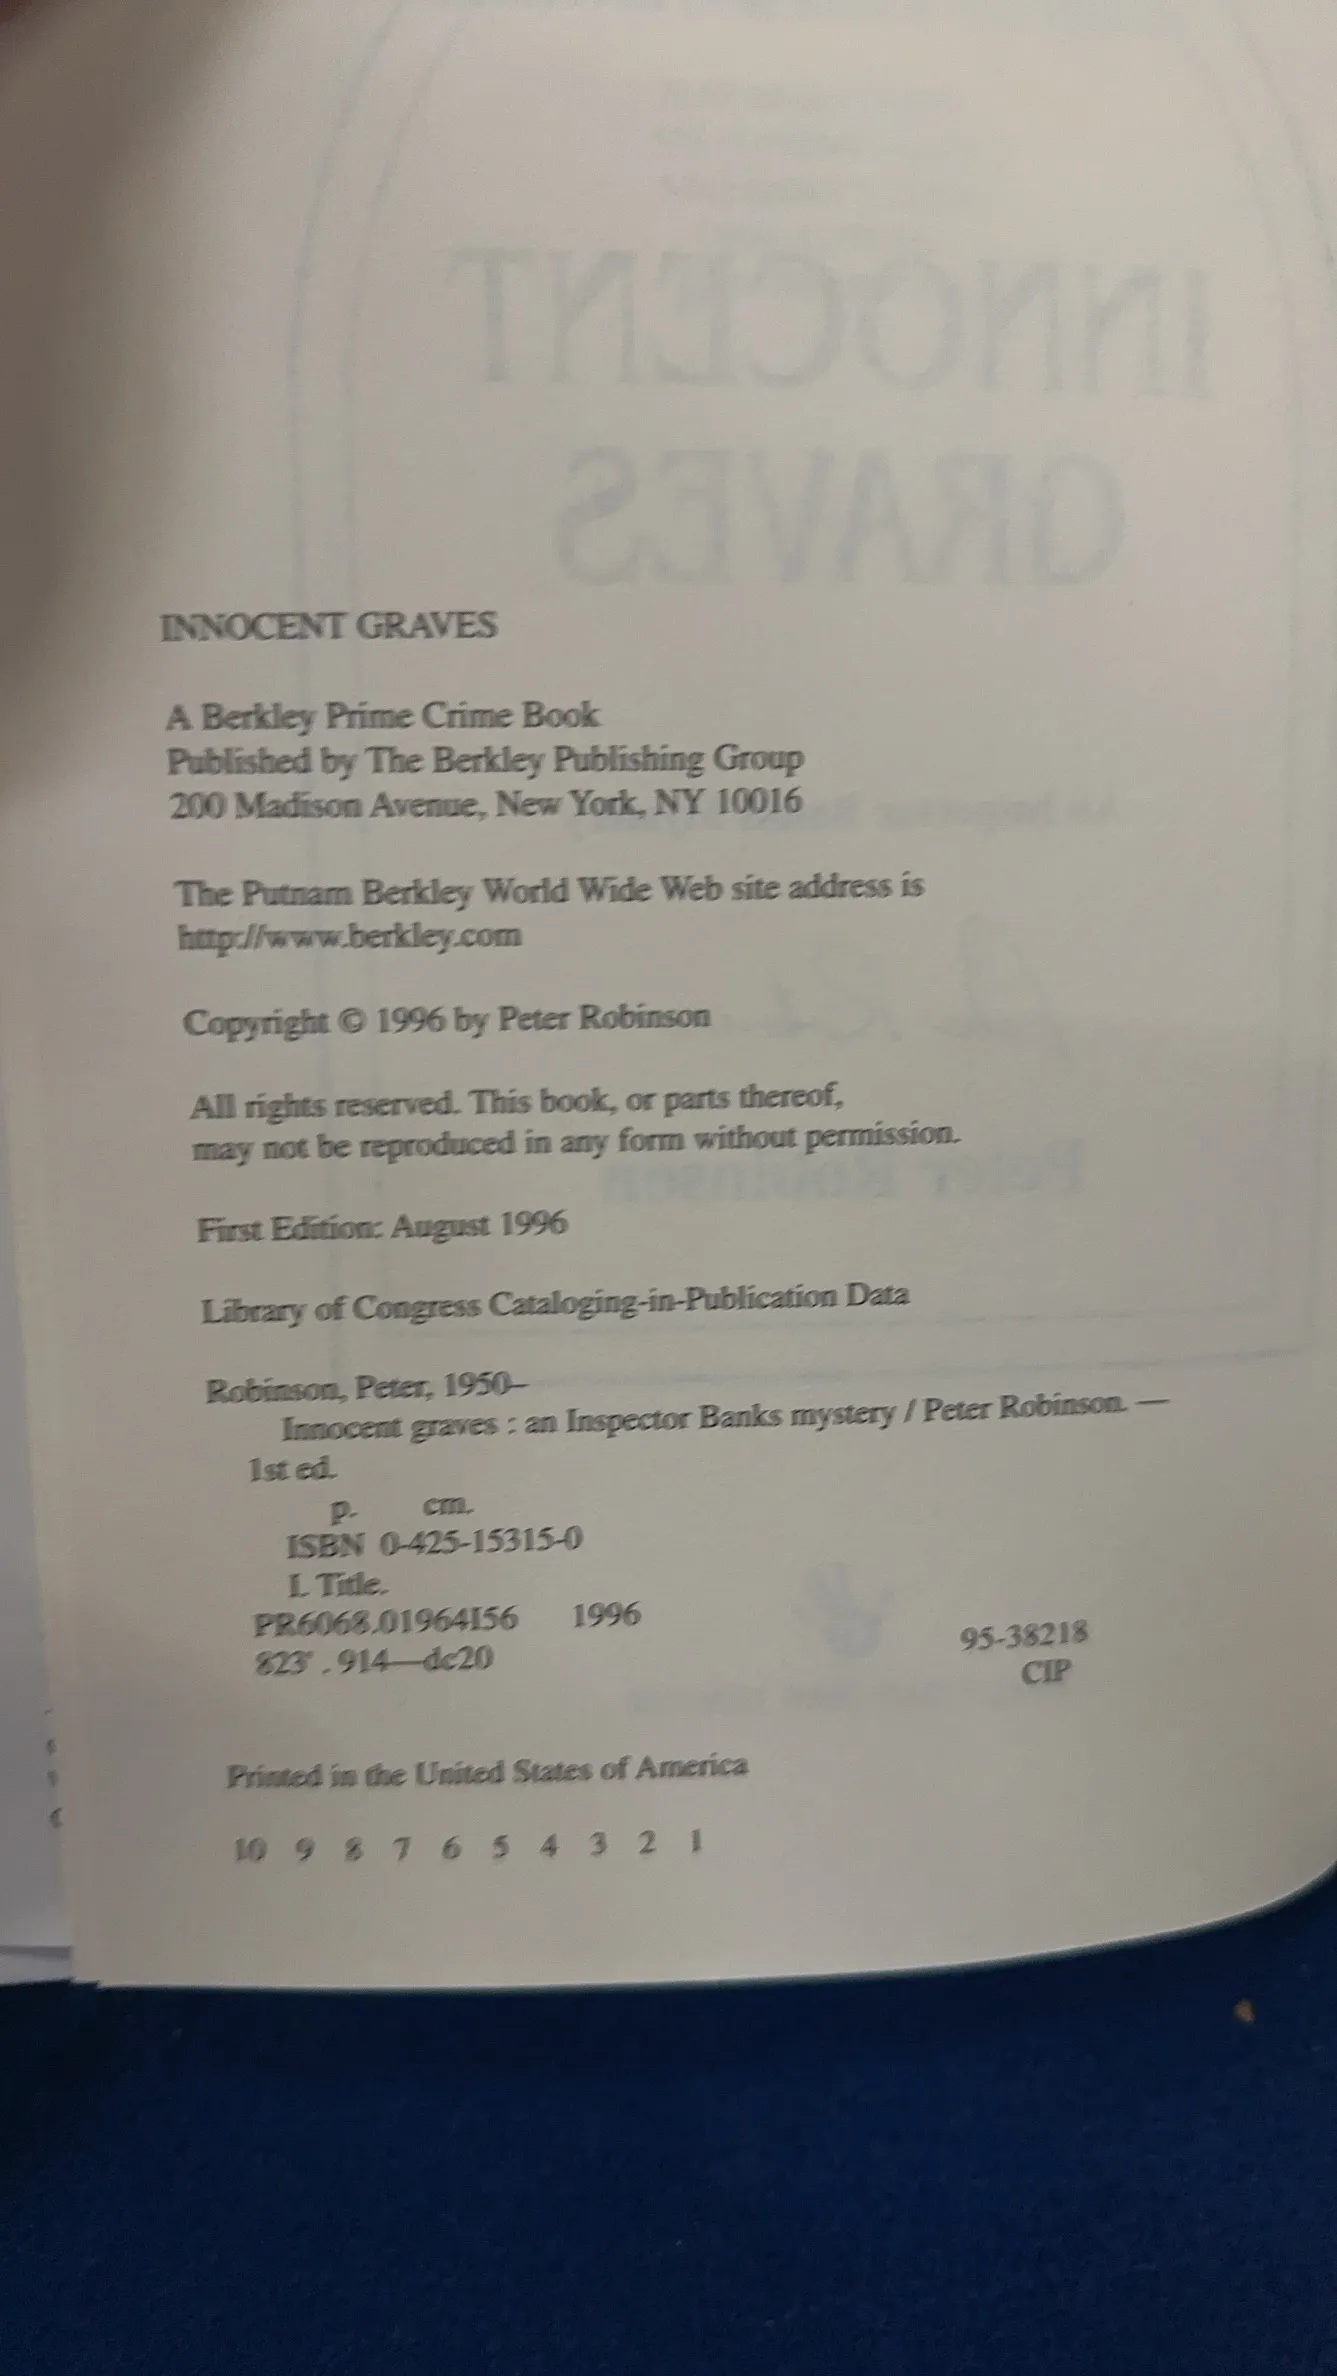 INNOCENT
GRAVES
INNOCENT GRAVES
A Berkley Prime Crime Book
Published by The Berkley Publishing Group
200 Madison Avenue, New York, NY 10016
The Putnam Berkley World Wide Web site address is
http://www.berkley.com
Copyright © 1996 by Peter Robinson
All rights reserved. This book, or parts thereof,
may not be reproduced in any form without permission.
Peter Robinson
First Edition: August 1996
Library of Congress Cataloging-in-Publication Data
Robinson, Peter, 1950–
Innocent graves : an Inspector Banks mystery / Peter Robinson. —
1st ed.
p. cm.
ISBN 0-425-15315-0
I. Title.
PR6068.01964I56 1996
823′.914—dc20
95-38218
CIP
Printed in the United States of America
10 9 8 7 6 5 4 3 2 1